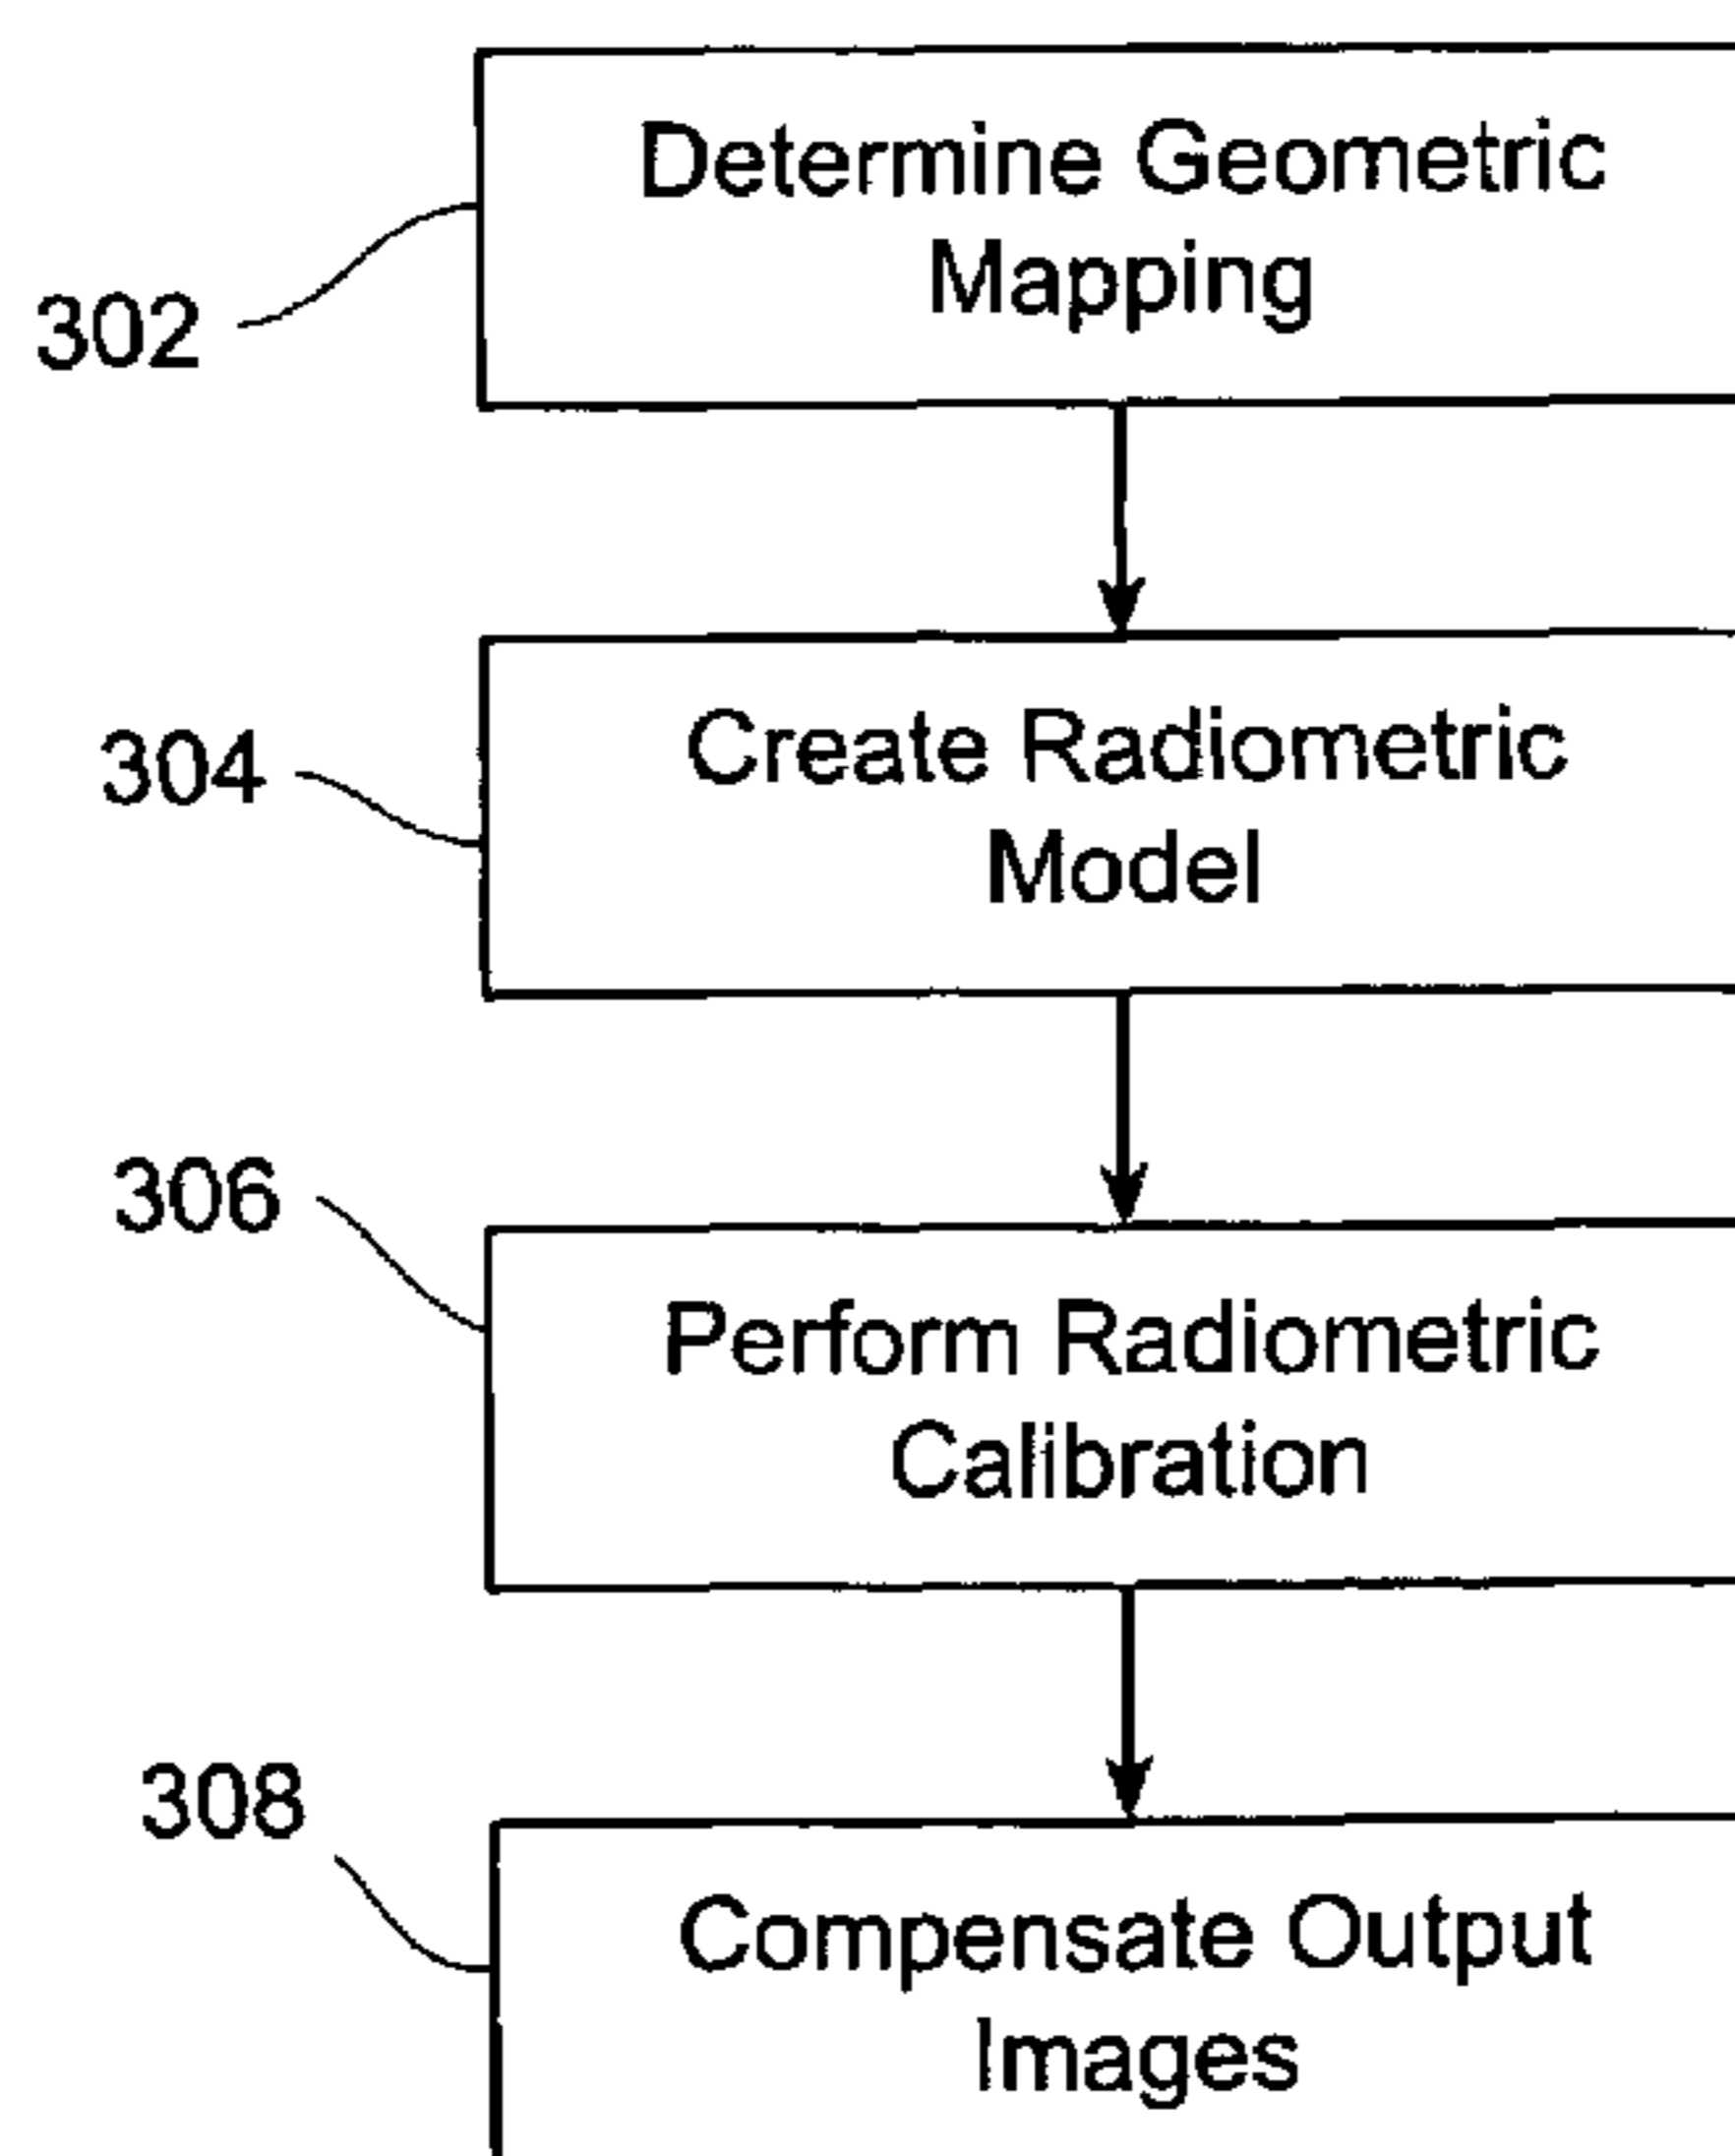 Determine Geometric
Mapping
302
304
Create Radiometric
Model
306
Perform Radiometric
Calibration
308
Compensate Output
Images